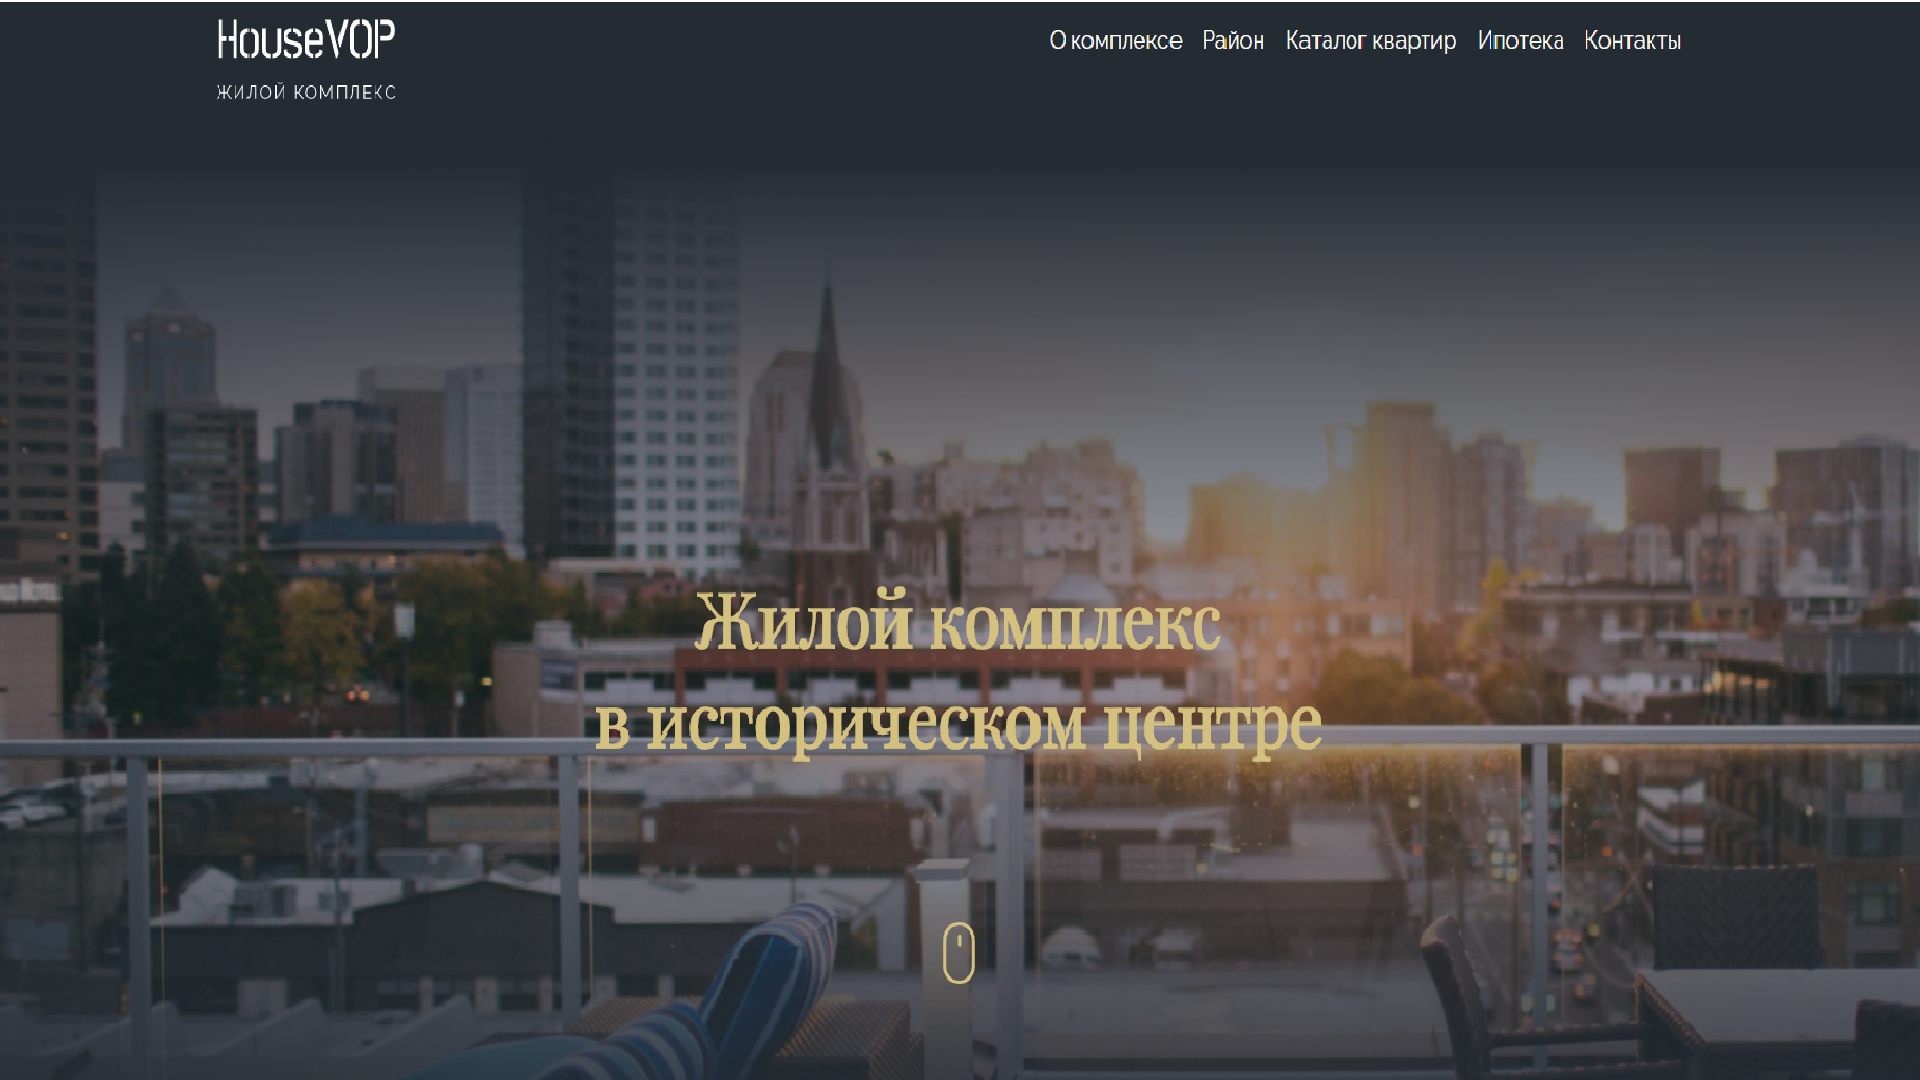 HouseVOP
ЖИЛОЙ КОМПЛЕКС
О комплексе Район Каталог квартир Ипотека Контакты
Жилой комплекс
в историческом центре